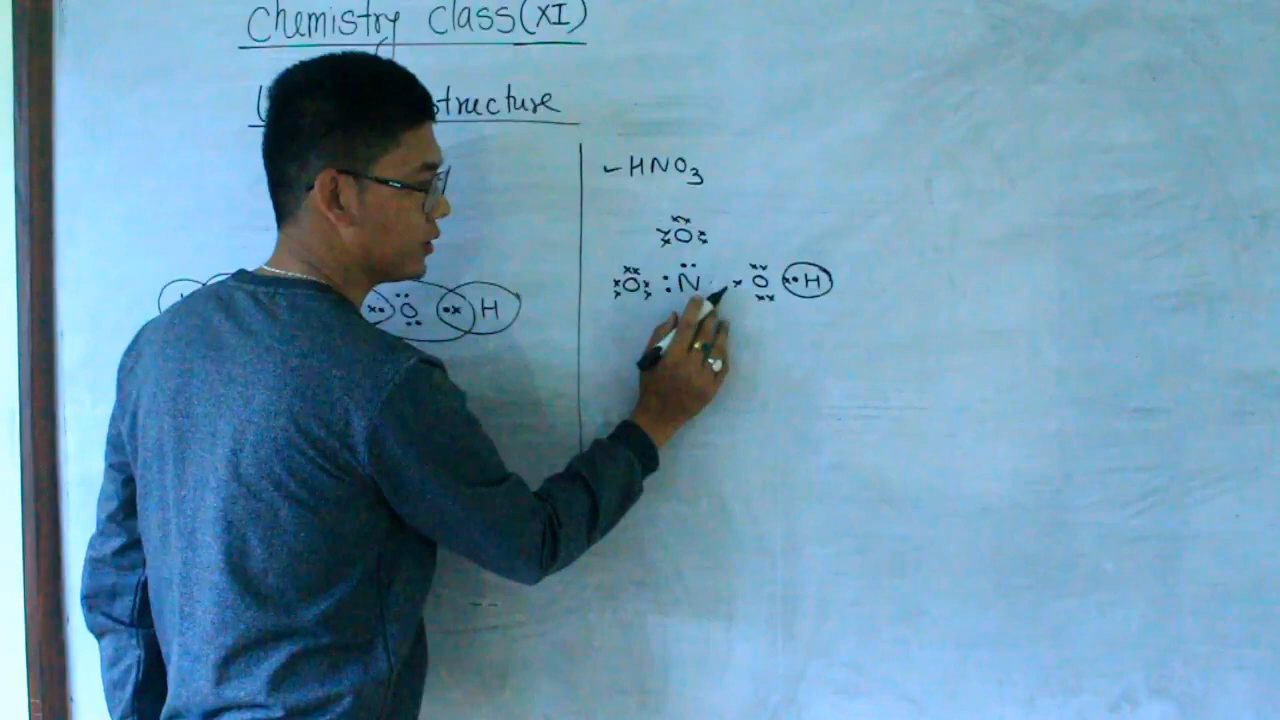 Chemistry class(XI)
structure
HNO3
O
O N O H
O H